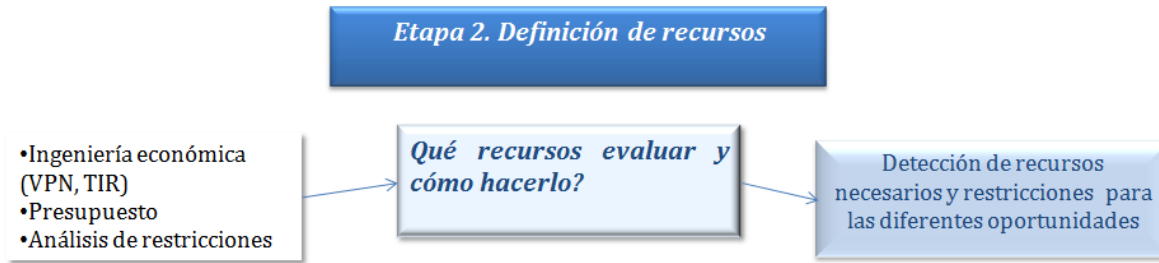 Etapa 2. Definición de recursos
•Ingeniería económica
(VPN, TIR)
•Presupuesto
•Análisis de restricciones
Qué recursos evaluar y
cómo hacerlo?
Detección de recursos
necesarios y restricciones para
las diferentes oportunidades